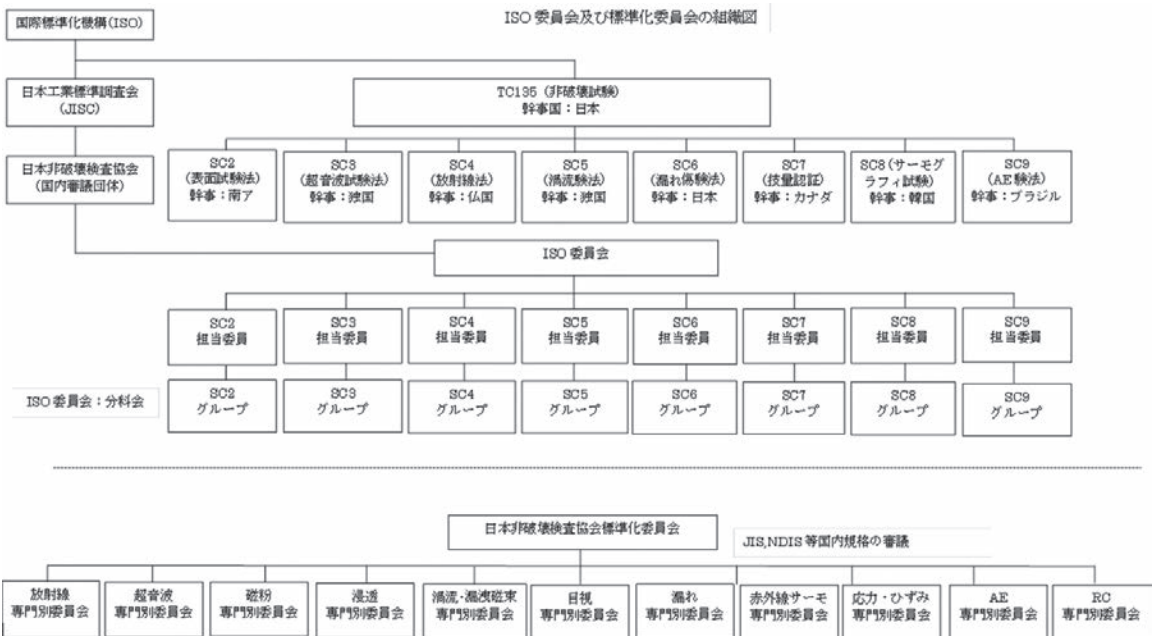 国際標準化機構(ISO)
ISO 委員会及び標準化委員会の組織図
日本工業標準調査会
(JISC)
TC135 (非破壊試験)
幹事国：日本
日本非破壊検査協会
(国内審議団体)
SC2
(表面試験法)
幹事：南ア
SC3
(超音波試験法)
幹事：独国
SC4
(放射線法)
幹事：仏国
SC5
(渦流験法)
幹事：独国
SC6
(漏れ傷験法)
幹事：日本
SC7
(技量認証)
幹事：カナダ
SC8(サーモグ
ラフィ試験)
幹事：韓国
SC9
(AE験法)
幹事：ブラジル
ISO 委員会
SC2
担当委員
SC3
担当委員
SC4
担当委員
SC5
担当委員
SC6
担当委員
SC7
担当委員
SC8
担当委員
SC9
担当委員
ISO 委員会：分科会
SC2
グループ
SC3
グループ
SC4
グループ
SC5
グループ
SC6
グループ
SC7
グループ
SC8
グループ
SC9
グループ
日本非破壊検査協会標準化委員会
JIS,NDIS 等国内規格の審議
放射線
専門別委員会
超音波
専門別委員会
磁粉
専門別委員会
浸透
専門別委員会
渦流・漏洩磁束
専門別委員会
目視
専門別委員会
漏れ
専門別委員会
赤外線サーモ
専門別委員会
応力・ひずみ
専門別委員会
AE
専門別委員会
RC
専門別委員会